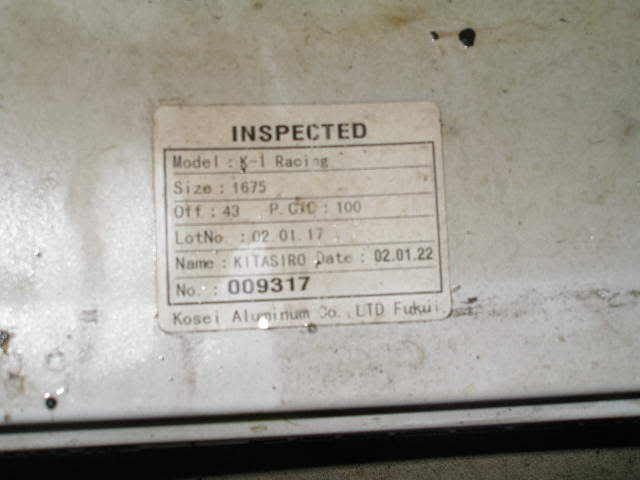 INSPECTED
Model : K-1 Racing
Size : 1675
Off : 43 P.C.D : 100
LotNo. : 02.01.17
Name : KITASIRO Date : 02.01.22
No. : 009317
Kosei Aluminum Co.,LTD Fukui